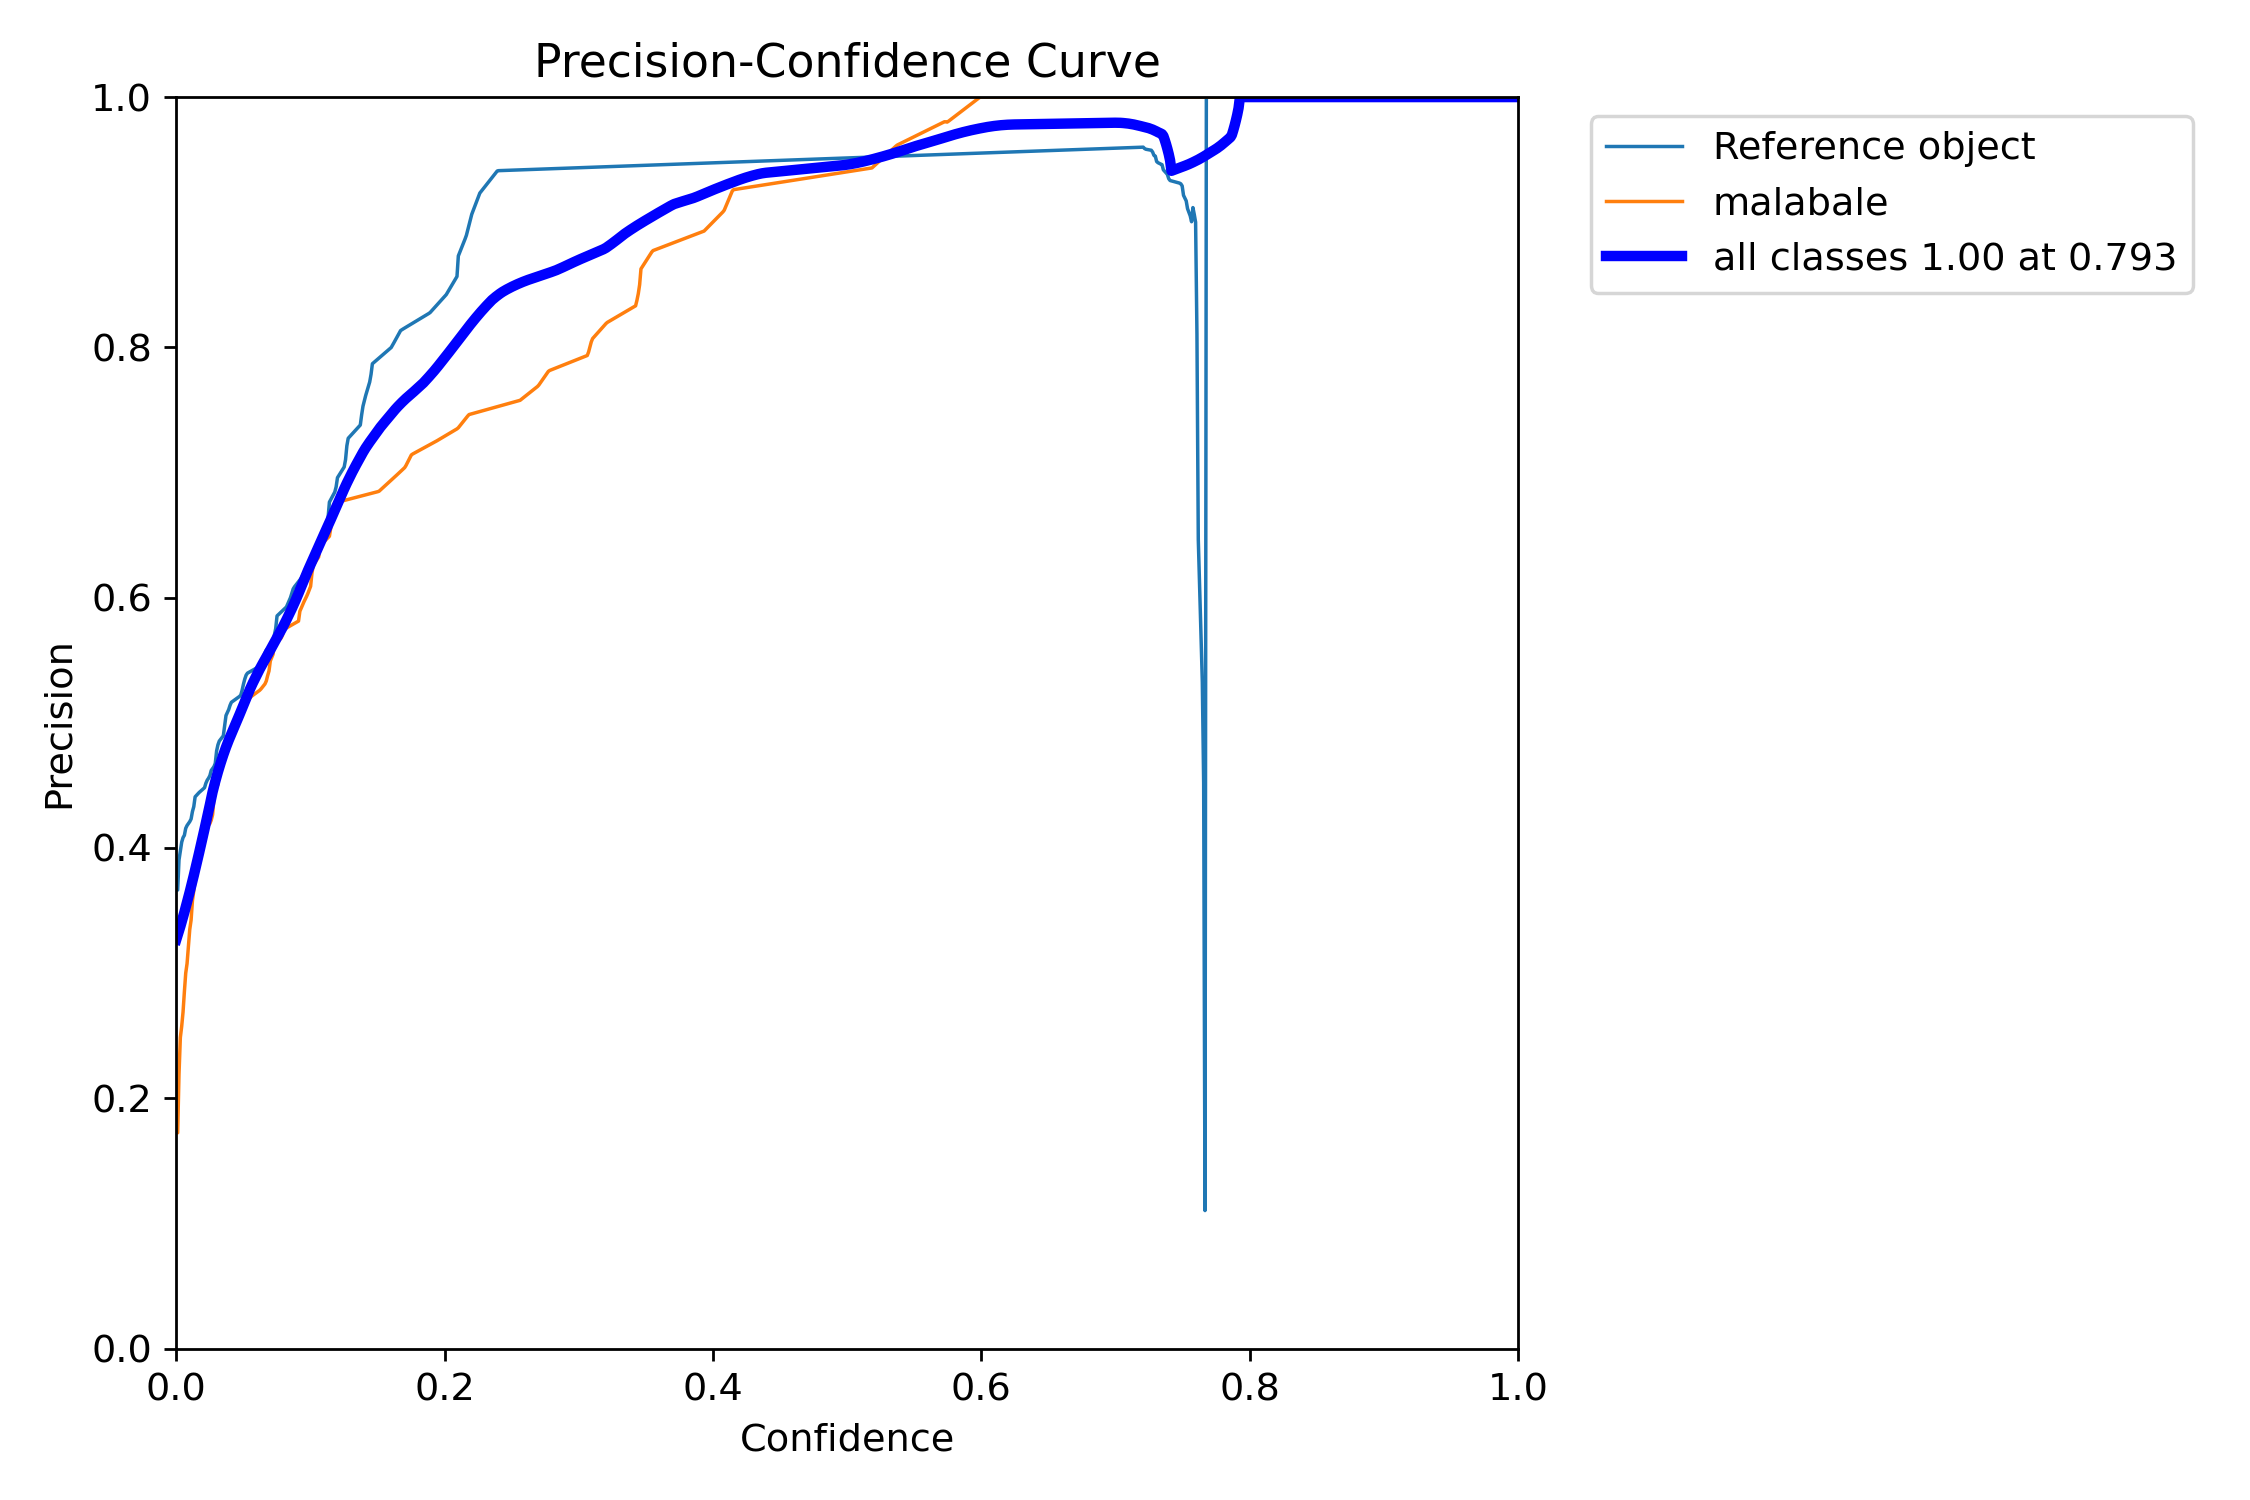 Precision-Confidence Curve
1.0
0.8
0.6
0.4
0.2
0.0
Precision
0.0 0.2 0.4 0.6 0.8 1.0
Confidence
Reference object
malabale
all classes 1.00 at 0.793